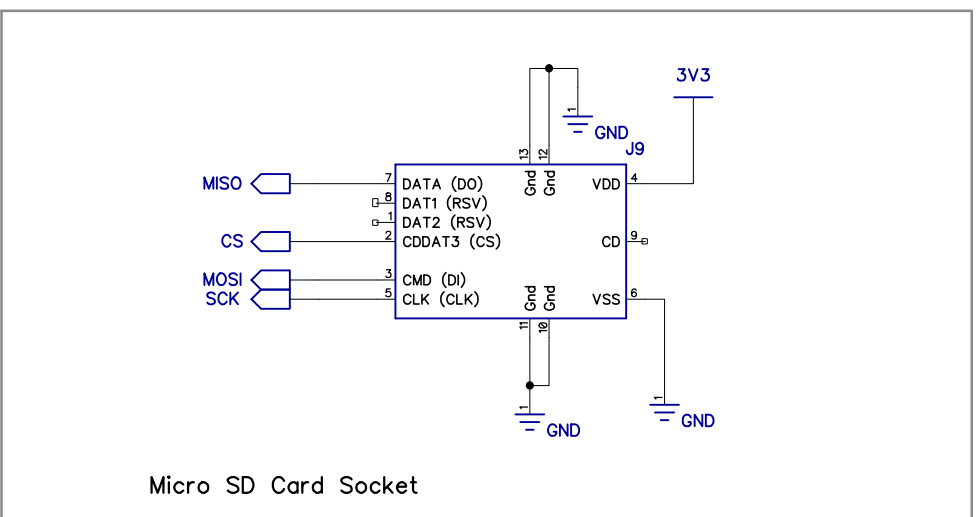 3V3
1
GND
J9
13
12
MISO
7
DATA (DO)
Gnd
Gnd
VDD
4
8
DAT1 (RSV)
1
DAT2 (RSV)
CS
2
CDDAT3 (CS)
CD
9
MOSI
3
CMD (DI)
SCK
5
CLK (CLK)
Gnd
Gnd
VSS
6
11
10
1
GND
1
GND
Micro SD Card Socket